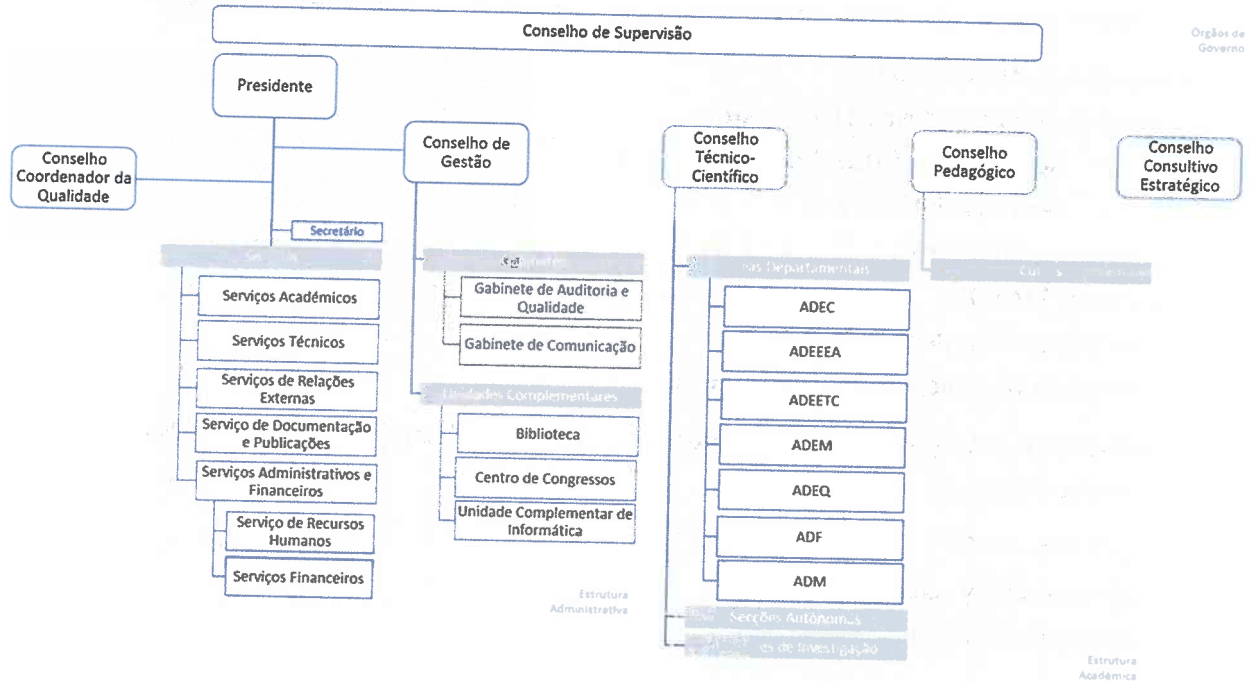 Conselho de Supervisão
Órgãos de
Governo
Presidente
Conselho
Coordenador da
Qualidade
Conselho de
Gestão
Conselho
Técnico-
Científico
Conselho
Pedagógico
Conselho
Consultivo
Estratégico
Secretário
Serviços Académicos
Serviços Técnicos
Serviços de Relações
Externas
Serviço de Documentação
e Publicações
Serviços Administrativos e
Financeiros
Serviço de Recursos
Humanos
Serviços Financeiros
Gabinete de Auditoria e
Qualidade
Gabinete de Comunicação
Unidades Complementares
Biblioteca
Centro de Congressos
Unidade Complementar de
Informática
Estrutura
Administrativa
Departamentais
ADEC
ADEEEA
ADEETC
ADEM
ADEQ
ADF
ADM
Secções Autónomas
de Investigação
Estrutura
Académica